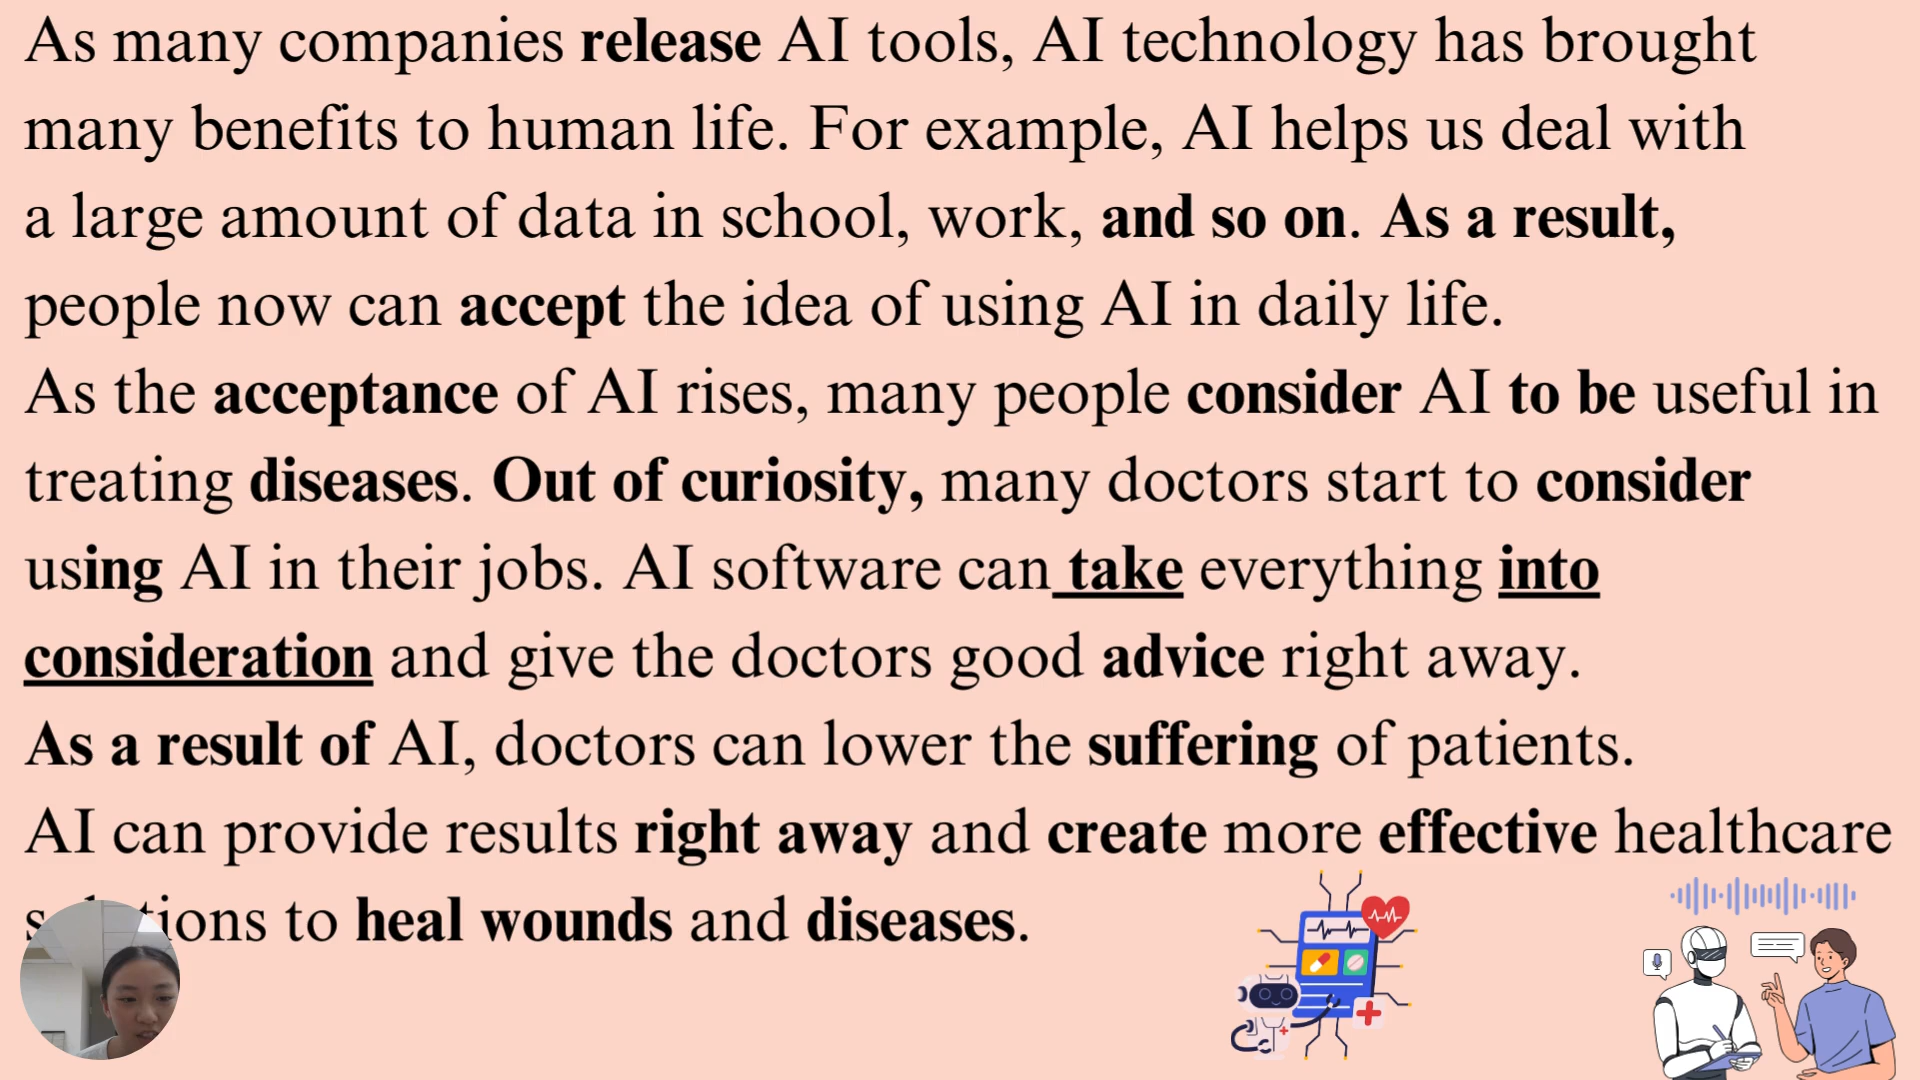 As many companies release AI tools, AI technology has brought
many benefits to human life. For example, AI helps us deal with
a large amount of data in school, work, and so on. As a result,
people now can accept the idea of using AI in daily life.
As the acceptance of AI rises, many people consider AI to be useful in
treating diseases. Out of curiosity, many doctors start to consider
using AI in their jobs. AI software can take everything into
consideration and give the doctors good advice right away.
As a result of AI, doctors can lower the suffering of patients.
AI can provide results right away and create more effective healthcare
to heal wounds and diseases.